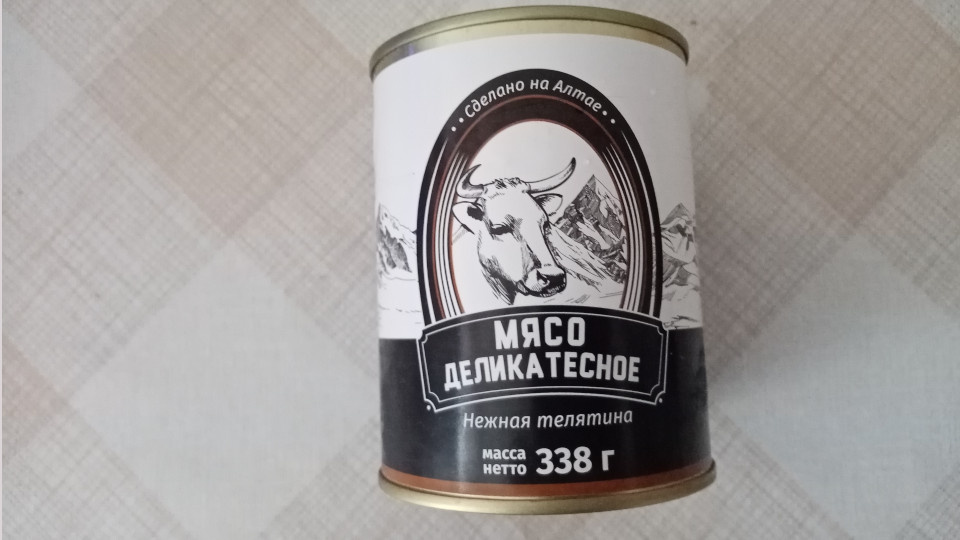 Сделано на Алтае
МЯСО
ДЕЛИКАТЕСНОЕ
Нежная телятина
масса
нетто 338 г